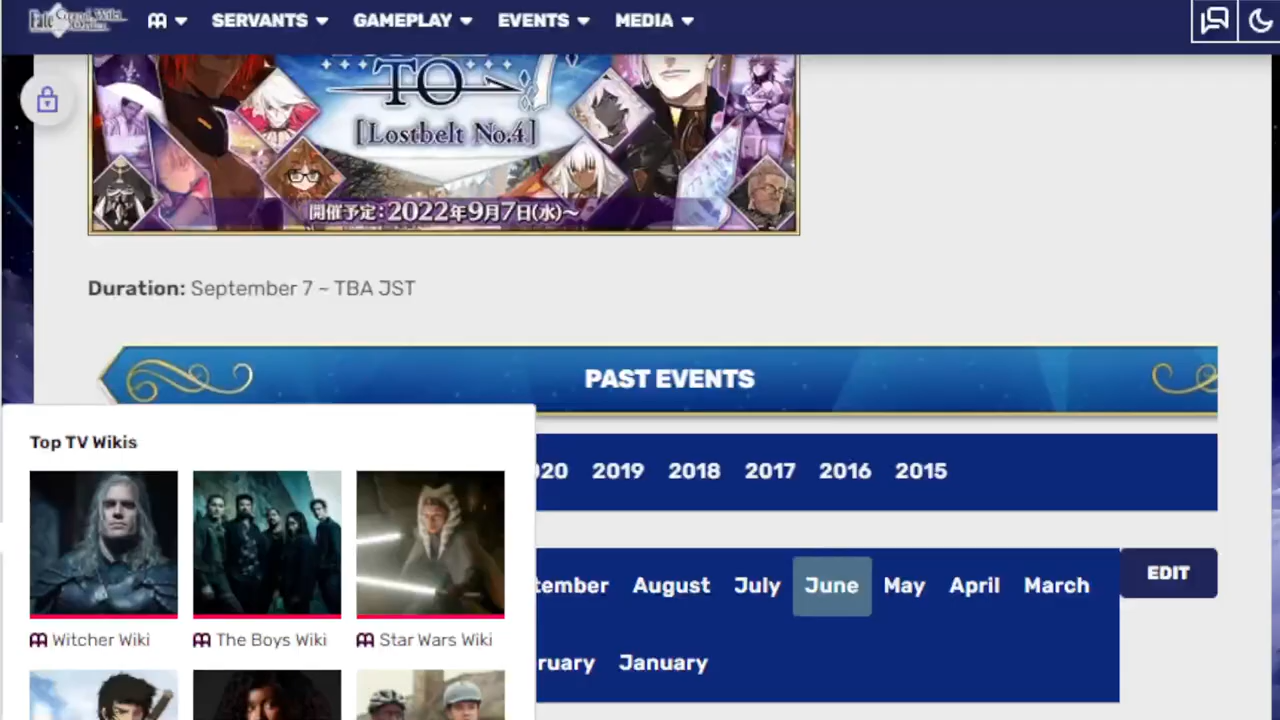 SERVANTS
GAMEPLAY
EVENTS
MEDIA
TO
[Lostbelt No.4]
開催予定:2022年9月7日(水)~
Duration: September 7 ~ TBA JST
PAST EVENTS
Top TV Wikis
20 2019 2018 2017 2016 2015
tember August July June May April March
EDIT
Witcher Wiki
The Boys Wiki
Star Wars Wiki
ruary January